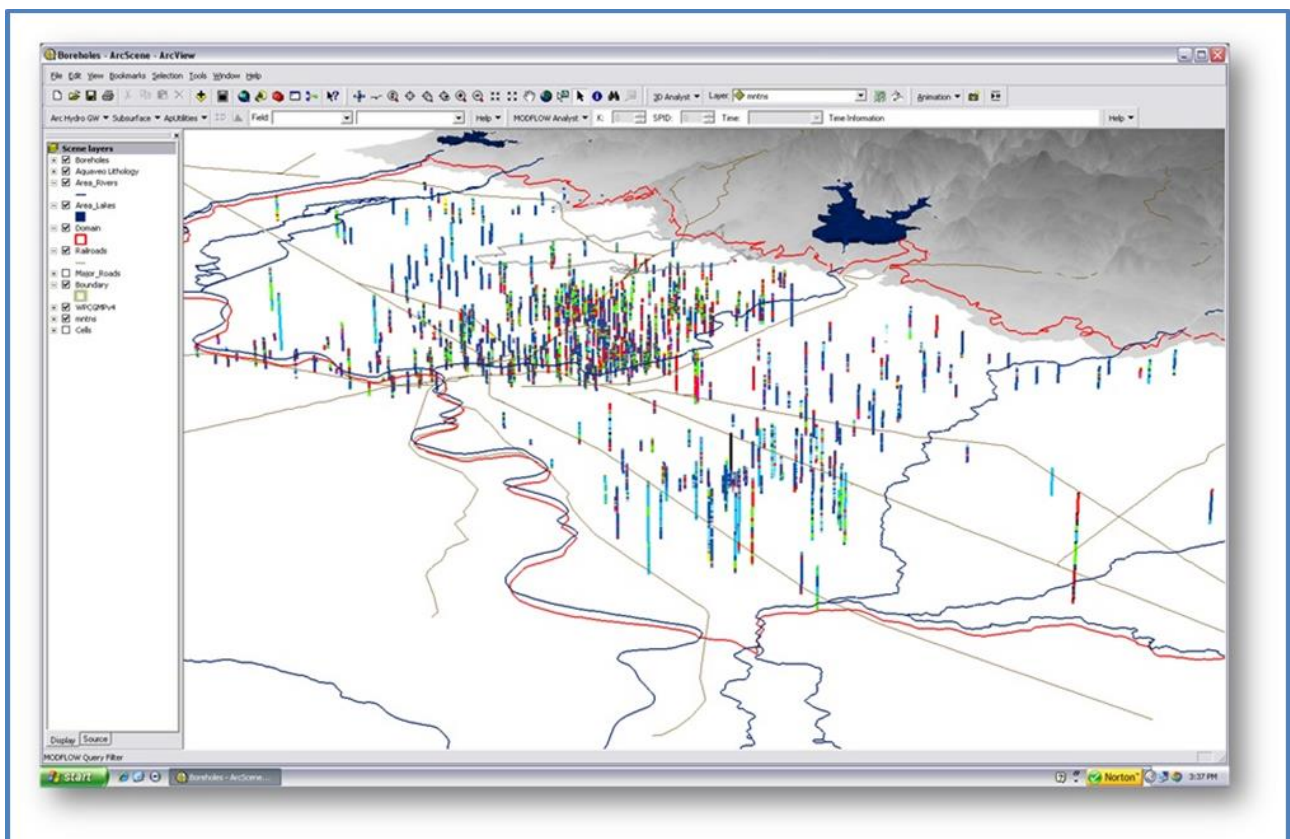 Boreholes - ArcScene - ArcView
File Edit View Bookmarks Selection Tools Window Help
3D Analyst Layer: mntns Animation
Arc Hydro GW Subsurface ApUtilities Field Help MODFLOW Analyst K: 0 SPID: 0 Time: Time Information Help
Scene layers
Boreholes
Aquaveo Lithology
Area_Rivers
Area_Lakes
Domain
Railroads
Major_Roads
Boundary
WPCGMPv4
mntns
Cells
Display Source
MODFLOW Query Filter
start Boreholes - ArcScene... Norton 3:37 PM